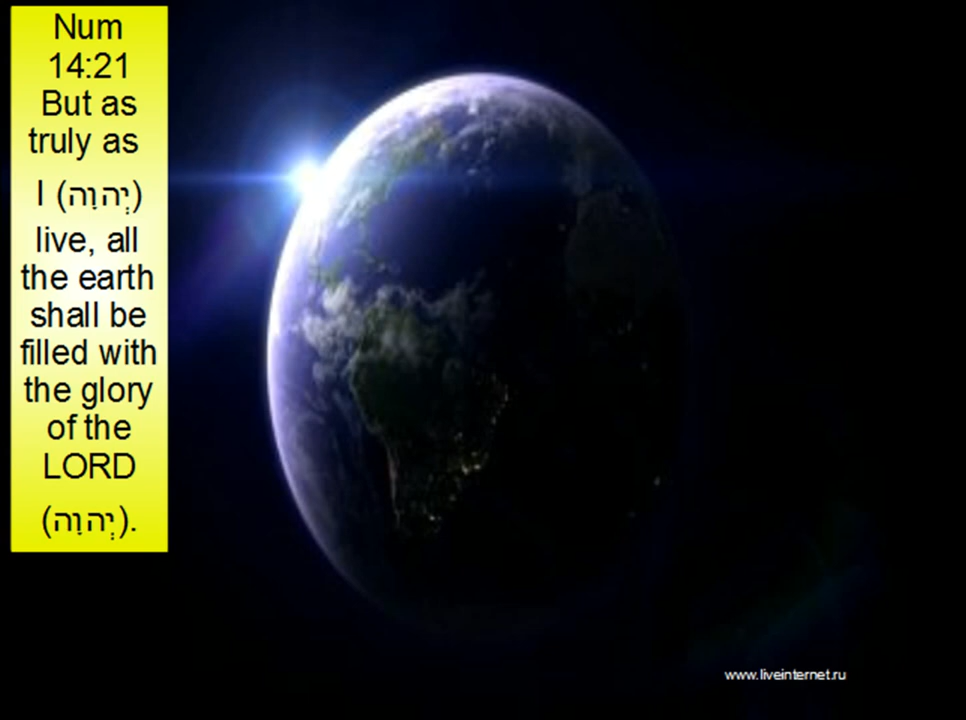 Num
14:21
But as
truly as
I (יְהוָה)
live, all
the earth
shall be
filled with
the glory
of the
LORD
(יְהוָה).
www.liveinternet.ru